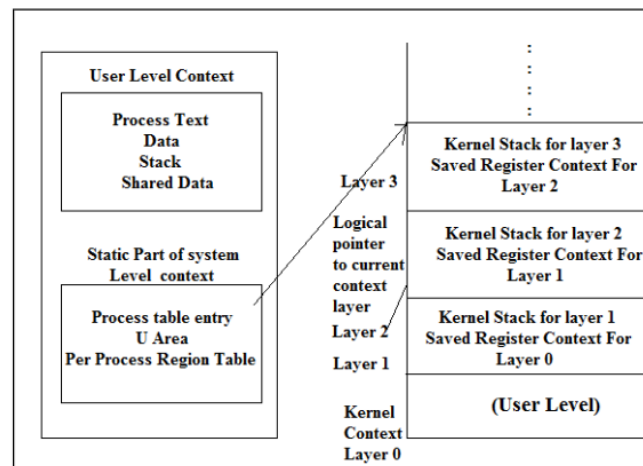 User Level Context
Process Text
Data
Stack
Shared Data
Static Part of system
Level context
Process table entry
U Area
Per Process Region Table
Layer 3
Logical
pointer
to current
context
layer
Layer 2
Layer 1
Kernel
Context
Layer 0
Kernel Stack for layer 3
Saved Register Context For
Layer 2
Kernel Stack for layer 2
Saved Register Context For
Layer 1
Kernel Stack for layer 1
Saved Register Context For
Layer 0
(User Level)